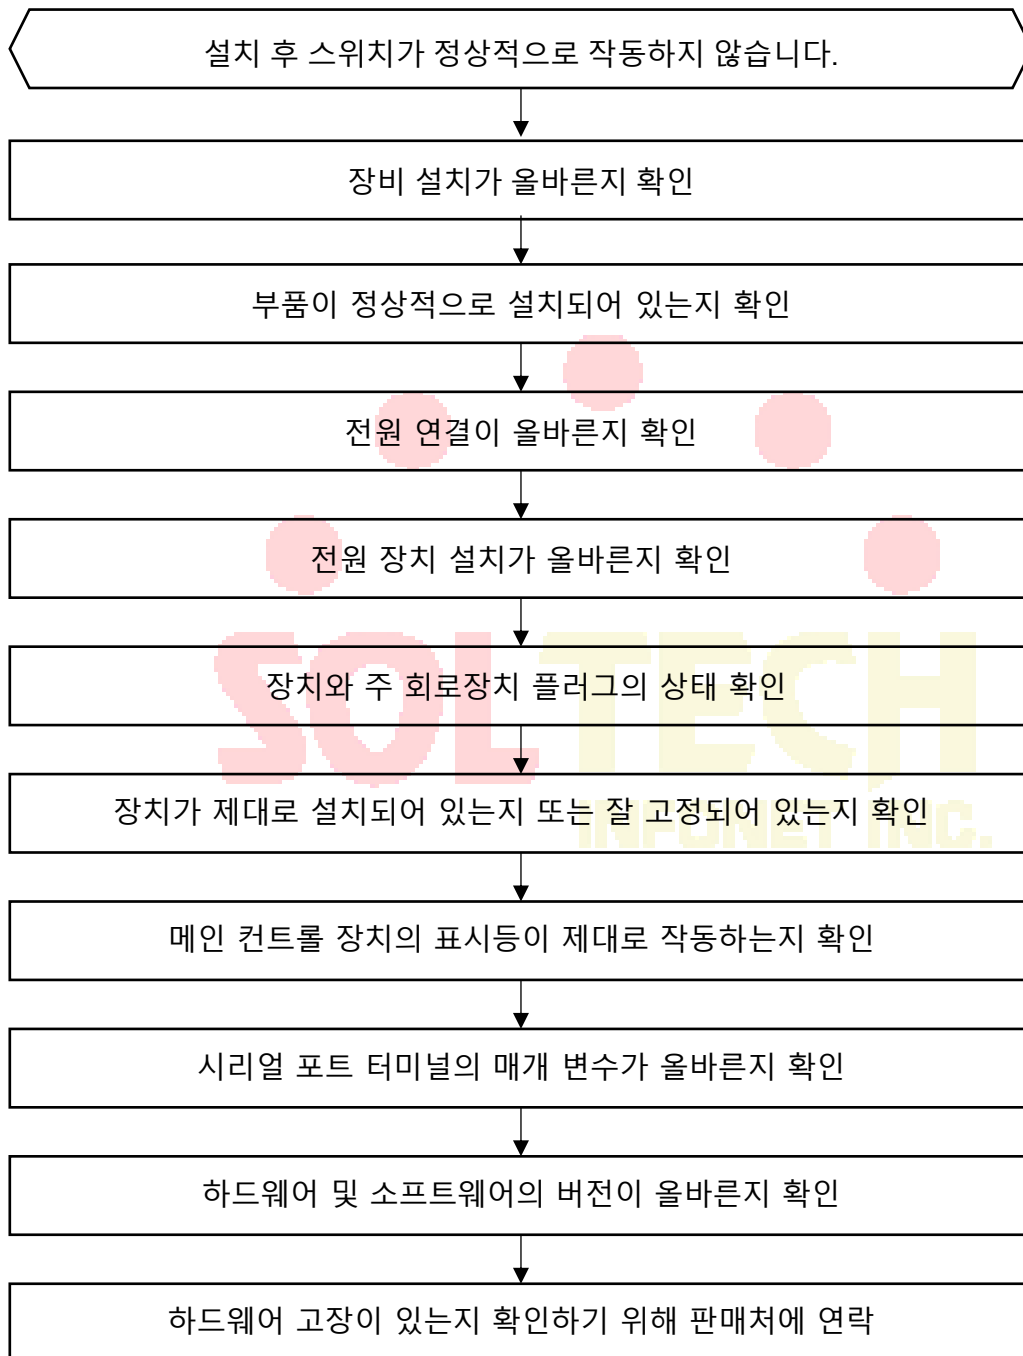 설치 후 스위치가 정상적으로 작동하지 않습니다.
장비 설치가 올바른지 확인
부품이 정상적으로 설치되어 있는지 확인
전원 연결이 올바른지 확인
전원 장치 설치가 올바른지 확인
SOLTECH
장치와 주 회로장치 플러그의 상태 확인
장치가 제대로 설치되어 있는지 또는 잘 고정되어 있는지 확인
INFONET INC.
메인 컨트롤 장치의 표시등이 제대로 작동하는지 확인
시리얼 포트 터미널의 매개 변수가 올바른지 확인
하드웨어 및 소프트웨어의 버전이 올바른지 확인
하드웨어 고장이 있는지 확인하기 위해 판매처에 연락